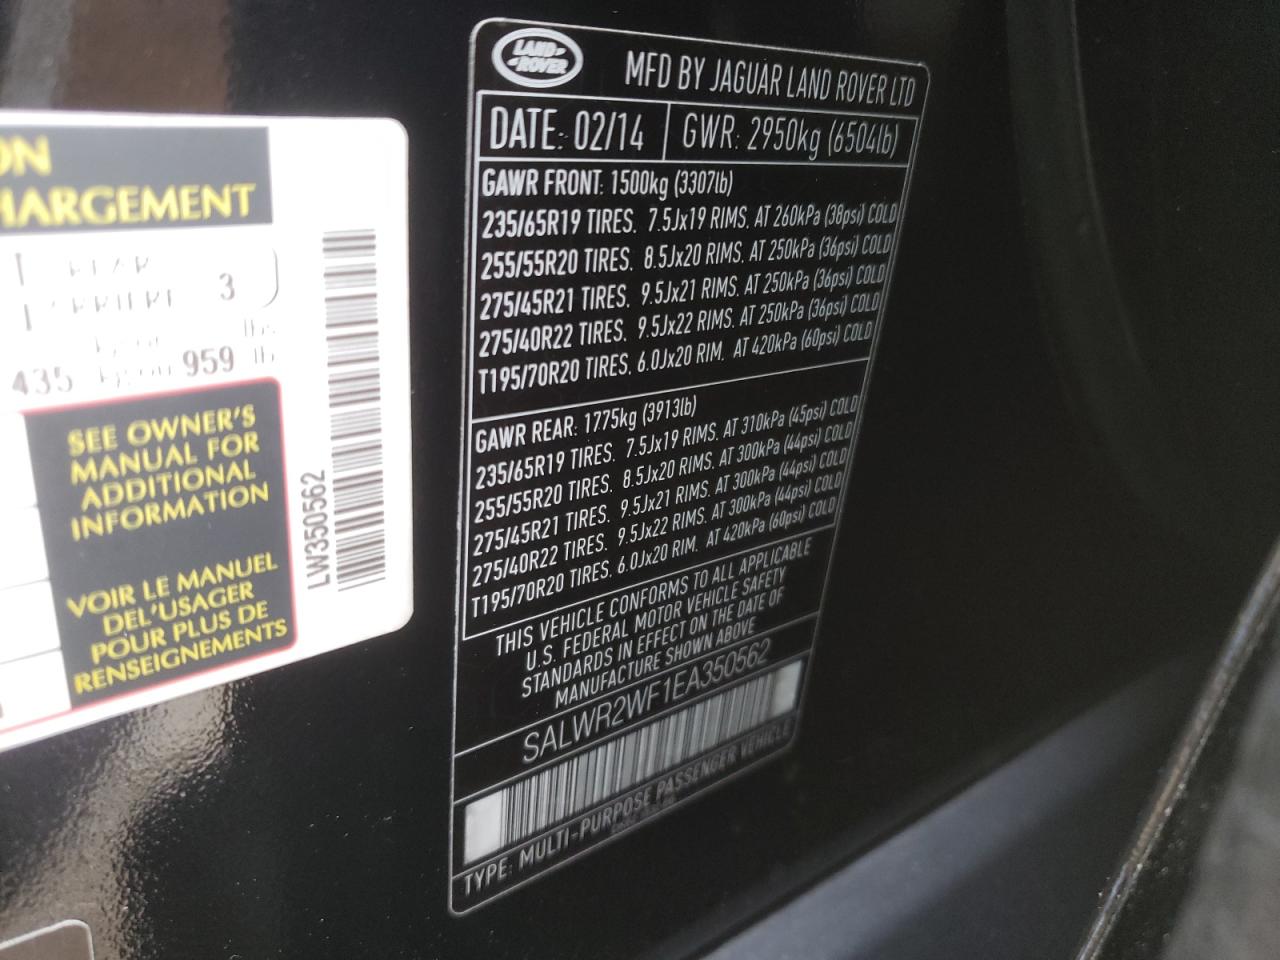 ON
HARGEMENT
REAR
3
lbs
435
959 lb
SEE OWNER'S
MANUAL FOR
ADDITIONAL
INFORMATION
VOIR LE MANUEL
DEL'USAGER
POUR PLUS DE
RENSEIGNEMENTS
LW350562
LAND
ROVER
MFD BY JAGUAR LAND ROVER LTD
DATE: 02/14 GWR: 2950kg (6504lb)
GAWR FRONT: 1500kg (3307lb)
235/65R19 TIRES. 7.5Jx19 RIMS. AT 260kPa (38psi) COLD
255/55R20 TIRES. 8.5Jx20 RIMS. AT 250kPa (36psi) COLD
275/45R21 TIRES. 9.5Jx21 RIMS. AT 250kPa (36psi) COLD
275/40R22 TIRES. 9.5Jx22 RIMS. AT 250kPa (36psi) COLD
T195/70R20 TIRES. 6.0Jx20 RIM. AT 420kPa (60psi) COLD
GAWR REAR: 1775kg (3913lb)
235/65R19 TIRES. 7.5Jx19 RIMS. AT 310kPa (45psi) COLD
255/55R20 TIRES. 8.5Jx20 RIMS. AT 300kPa (44psi) COLD
275/45R21 TIRES. 9.5Jx21 RIMS. AT 300kPa (44psi) COLD
275/40R22 TIRES. 9.5Jx22 RIMS. AT 300kPa (44psi) COLD
T195/70R20 TIRES. 6.0Jx20 RIM. AT 420kPa (60psi) COLD
THIS VEHICLE CONFORMS TO ALL APPLICABLE
U.S. FEDERAL MOTOR VEHICLE SAFETY
STANDARDS IN EFFECT ON THE DATE OF
MANUFACTURE SHOWN ABOVE
SALWR2WF1EA350562
TYPE: MULTI-PURPOSE PASSENGER VEHICLE